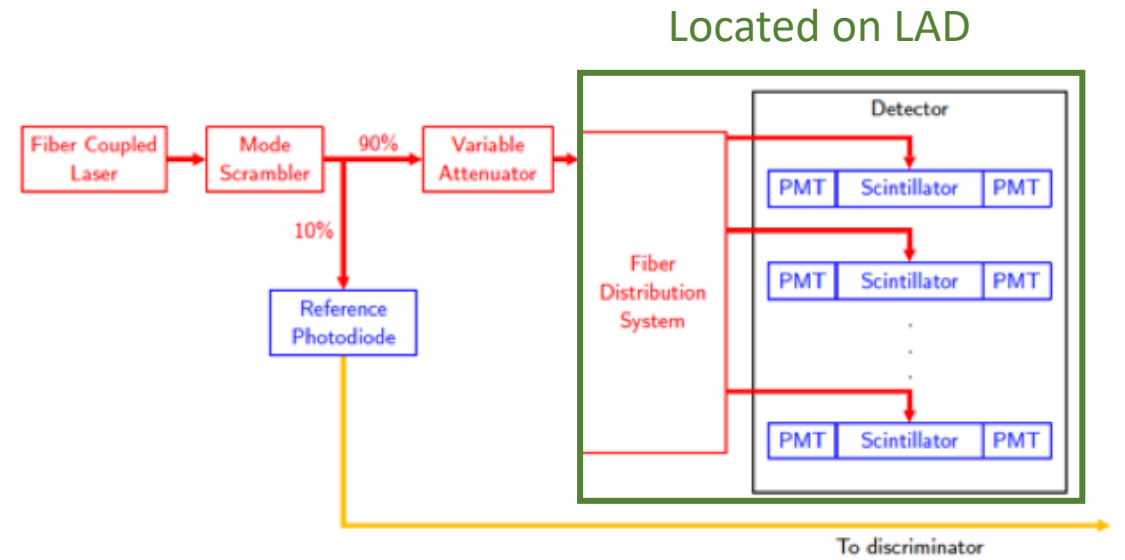 Located on LAD
Detector
Fiber Coupled
Laser
Mode
Scrambler
90%
Variable
Attenuator
PMT Scintillator PMT
10%
Fiber
Distribution
System
PMT Scintillator PMT
Reference
Photodiode
.
.
.
PMT Scintillator PMT
To discriminator